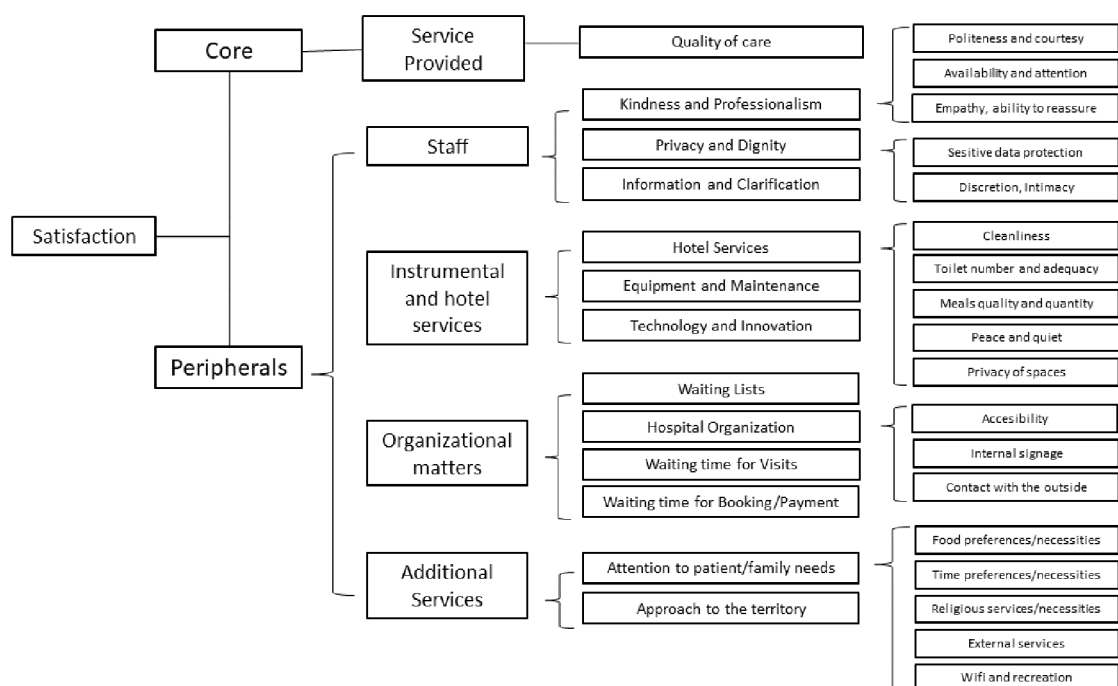 Satisfaction
Core
Peripherals
Service
Provided
Staff
Instrumental
and hotel
services
Organizational
matters
Additional
Services
Quality of care
Kindness and Professionalism
Privacy and Dignity
Information and Clarification
Hotel Services
Equipment and Maintenance
Technology and Innovation
Waiting Lists
Hospital Organization
Waiting time for Visits
Waiting time for Booking/Payment
Attention to patient/family needs
Approach to the territory
Politeness and courtesy
Availability and attention
Empathy, ability to reassure
Sesitive data protection
Discretion, Intimacy
Cleanliness
Toilet number and adequacy
Meals quality and quantity
Peace and quiet
Privacy of spaces
Accesibility
Internal signage
Contact with the outside
Food preferences/necessities
Time preferences/necessities
Religious services/necessities
External services
Wifi and recreation